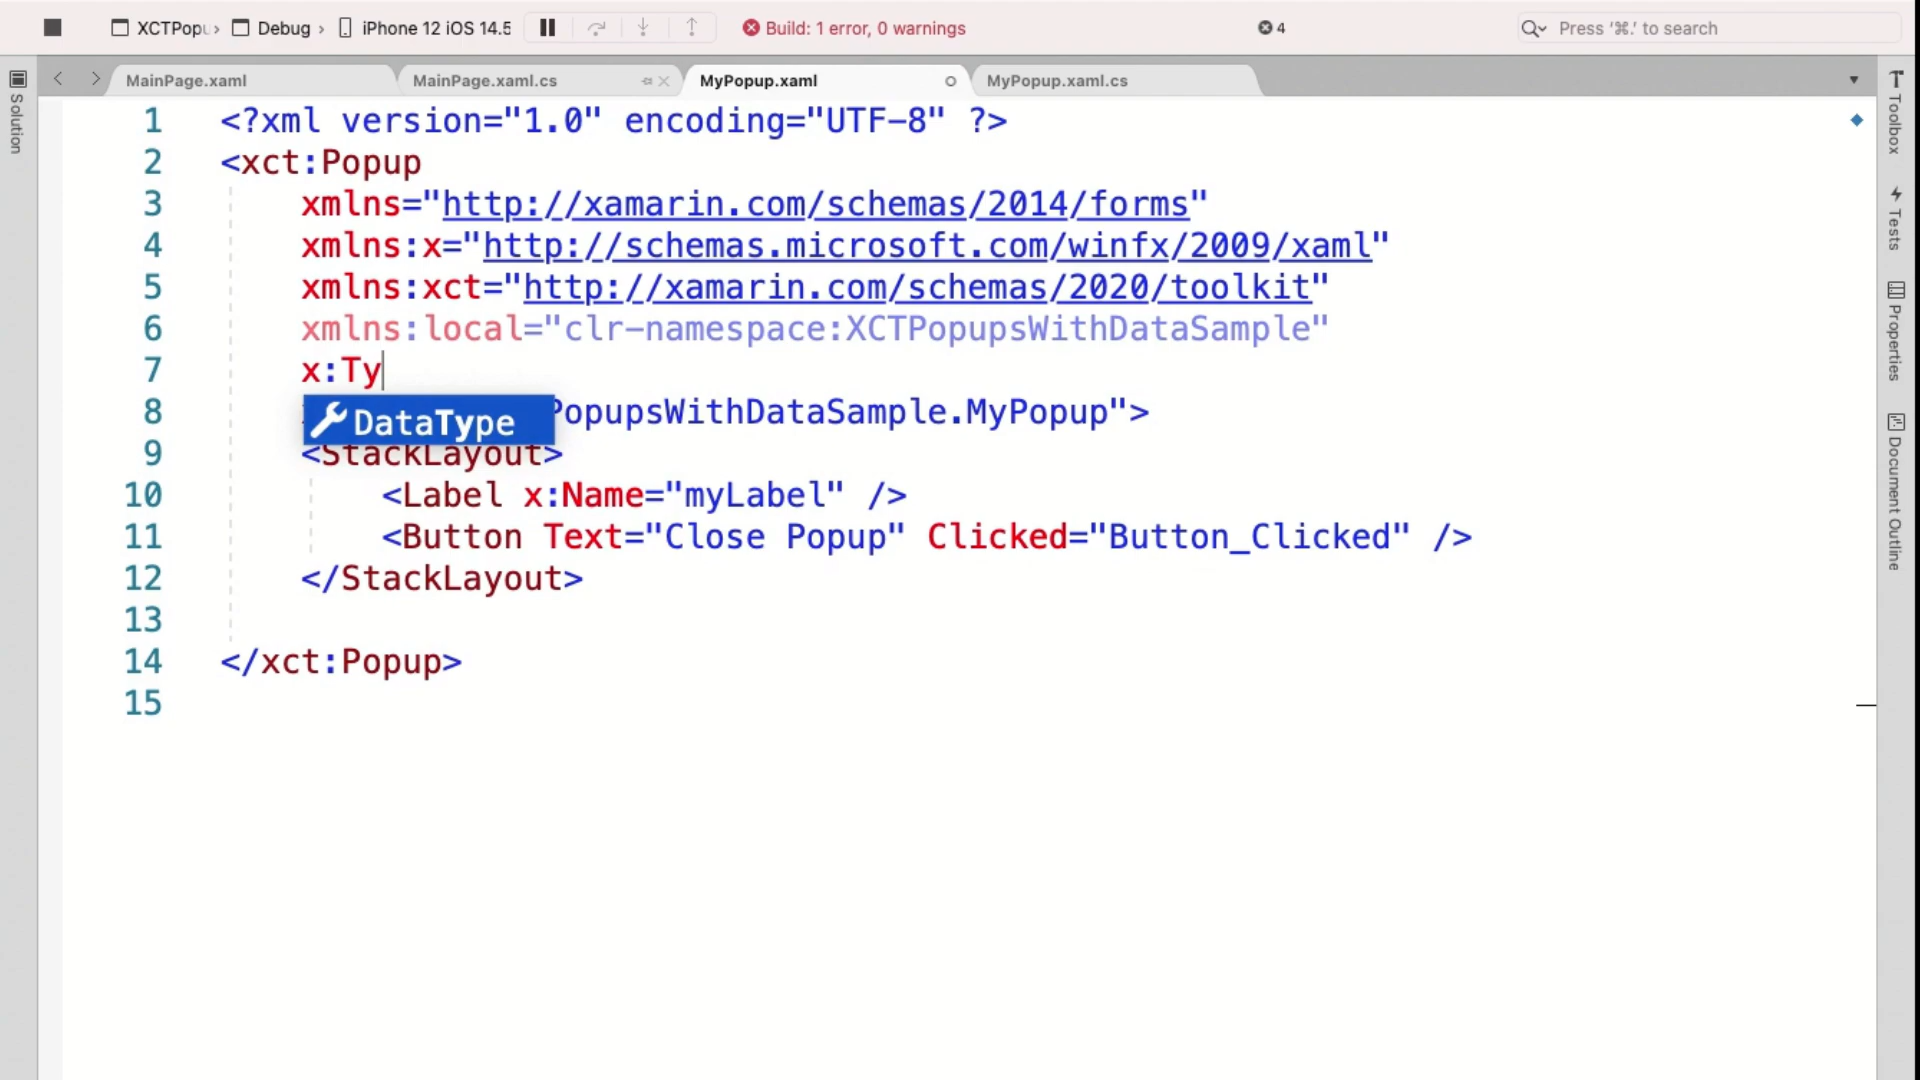 XCTPopu › Debug › iPhone 12 iOS 14.5 Build: 1 error, 0 warnings 4 Press '⌘.' to search
MainPage.xaml MainPage.xaml.cs MyPopup.xaml MyPopup.xaml.cs
Solution
1 <?xml version="1.0" encoding="UTF-8" ?>
2 <xct:Popup
3 xmlns="http://xamarin.com/schemas/2014/forms"
4 xmlns:x="http://schemas.microsoft.com/winfx/2009/xaml"
5 xmlns:xct="http://xamarin.com/schemas/2020/toolkit"
6 xmlns:local="clr-namespace:XCTPopupsWithDataSample"
7 x:Ty
DataType
8 PopupsWithDataSample.MyPopup">
9 <StackLayout>
10 <Label x:Name="myLabel" />
11 <Button Text="Close Popup" Clicked="Button_Clicked" />
12 </StackLayout>
13
14 </xct:Popup>
15
Toolbox
Tests
Properties
Document Outline